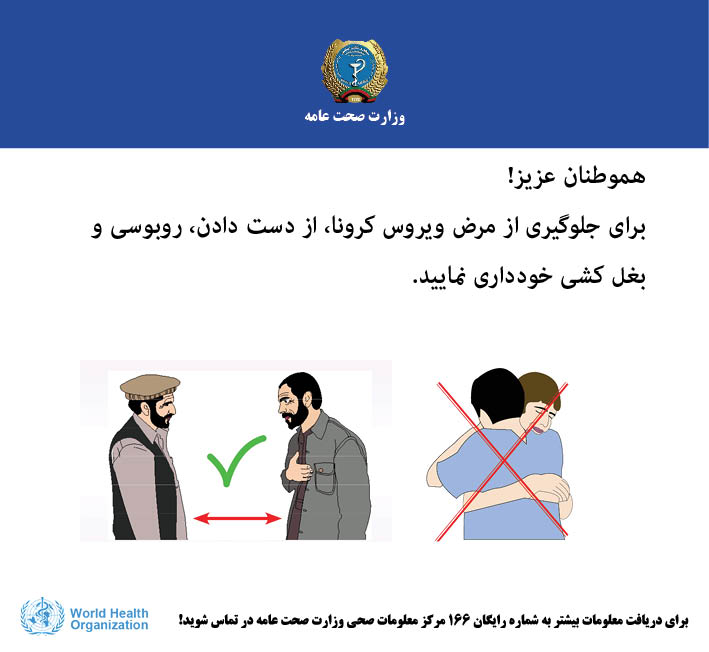 وزارت صحت عامه
هموطنان عزیز!
برای جلوگیری از مرض ویروس کرونا، از دست دادن، روبوسی و
بغل کشی خودداری نمایید.
World Health
Organization
برای دریافت معلومات بیشتر به شماره رایگان ۱۶۶ مرکز معلومات صحی وزارت صحت عامه در تماس شوید!